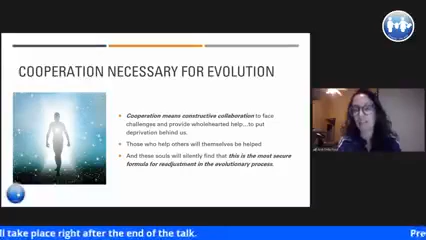 COOPERATION NECESSARY FOR EVOLUTION
Cooperation means constructive collaboration to face
challenges and provide wholehearted help...to put
deprivation behind us.
Those who help others will themselves be helped
And these souls will silently find that this is the most secure
formula for readjustment in the evolutionary process.
ll take place right after the end of the talk.
Pre